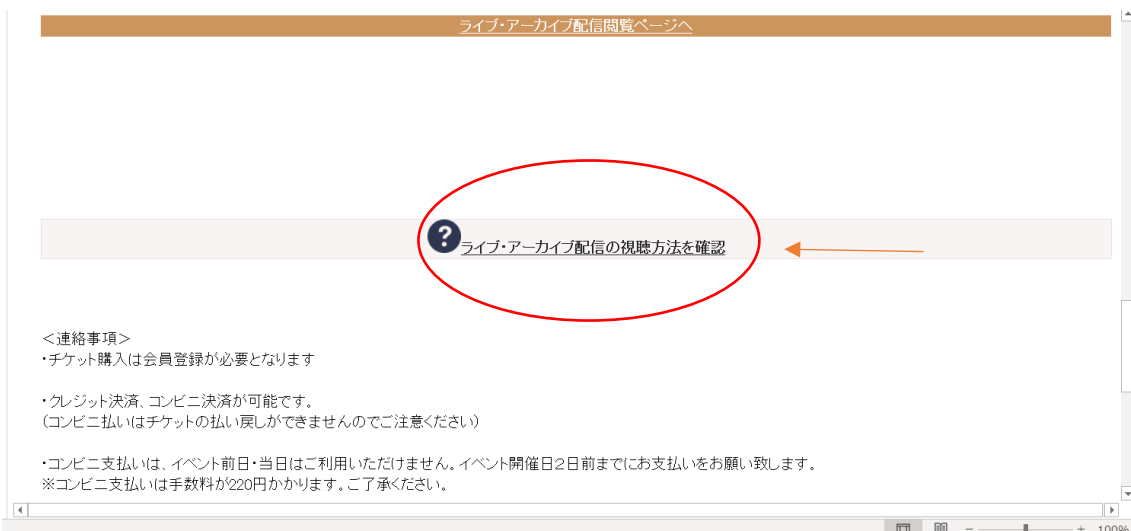 ライブ・アーカイブ配信閲覧ページへ
?
ライブ・アーカイブ配信の視聴方法を確認
＜連絡事項＞
・チケット購入は会員登録が必要となります
・クレジット決済、コンビニ決済が可能です。
(コンビニ払いはチケットの払い戻しができませんのでご注意ください)
・コンビニ支払いは、イベント前日・当日はご利用いただけません。イベント開催日２日前までにお支払いをお願い致します。
※コンビニ支払いは手数料が220円かかります。ご了承ください。
100%